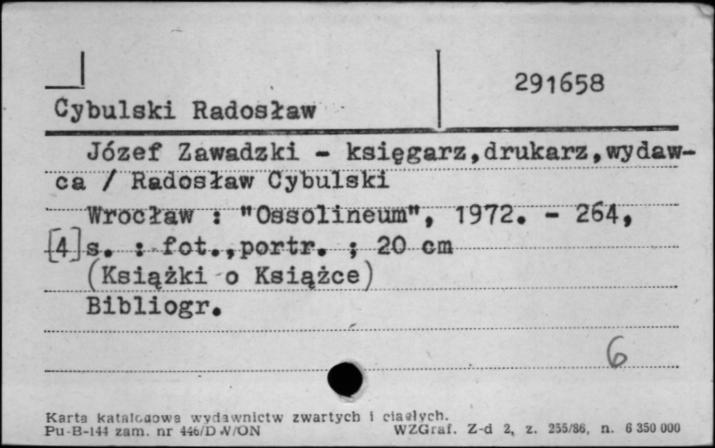 291658
Cybulski Radosław
Józef Zawadzki - księgarz,drukarz,wydaw-
ca / Radosław Cybulski
Wrocław : "Ossolineum", 1972. - 264,
[4] s. : fot.,portr. ; 20 cm
(Książki o Książce)
Bibliogr.
6
Karta katalogowa wydawnictw zwartych i ciągłych.
Pu-B-144 zam. nr 446/D W/ON WZGraf. Z-d 2, z. 255/86, n. 6 350 000